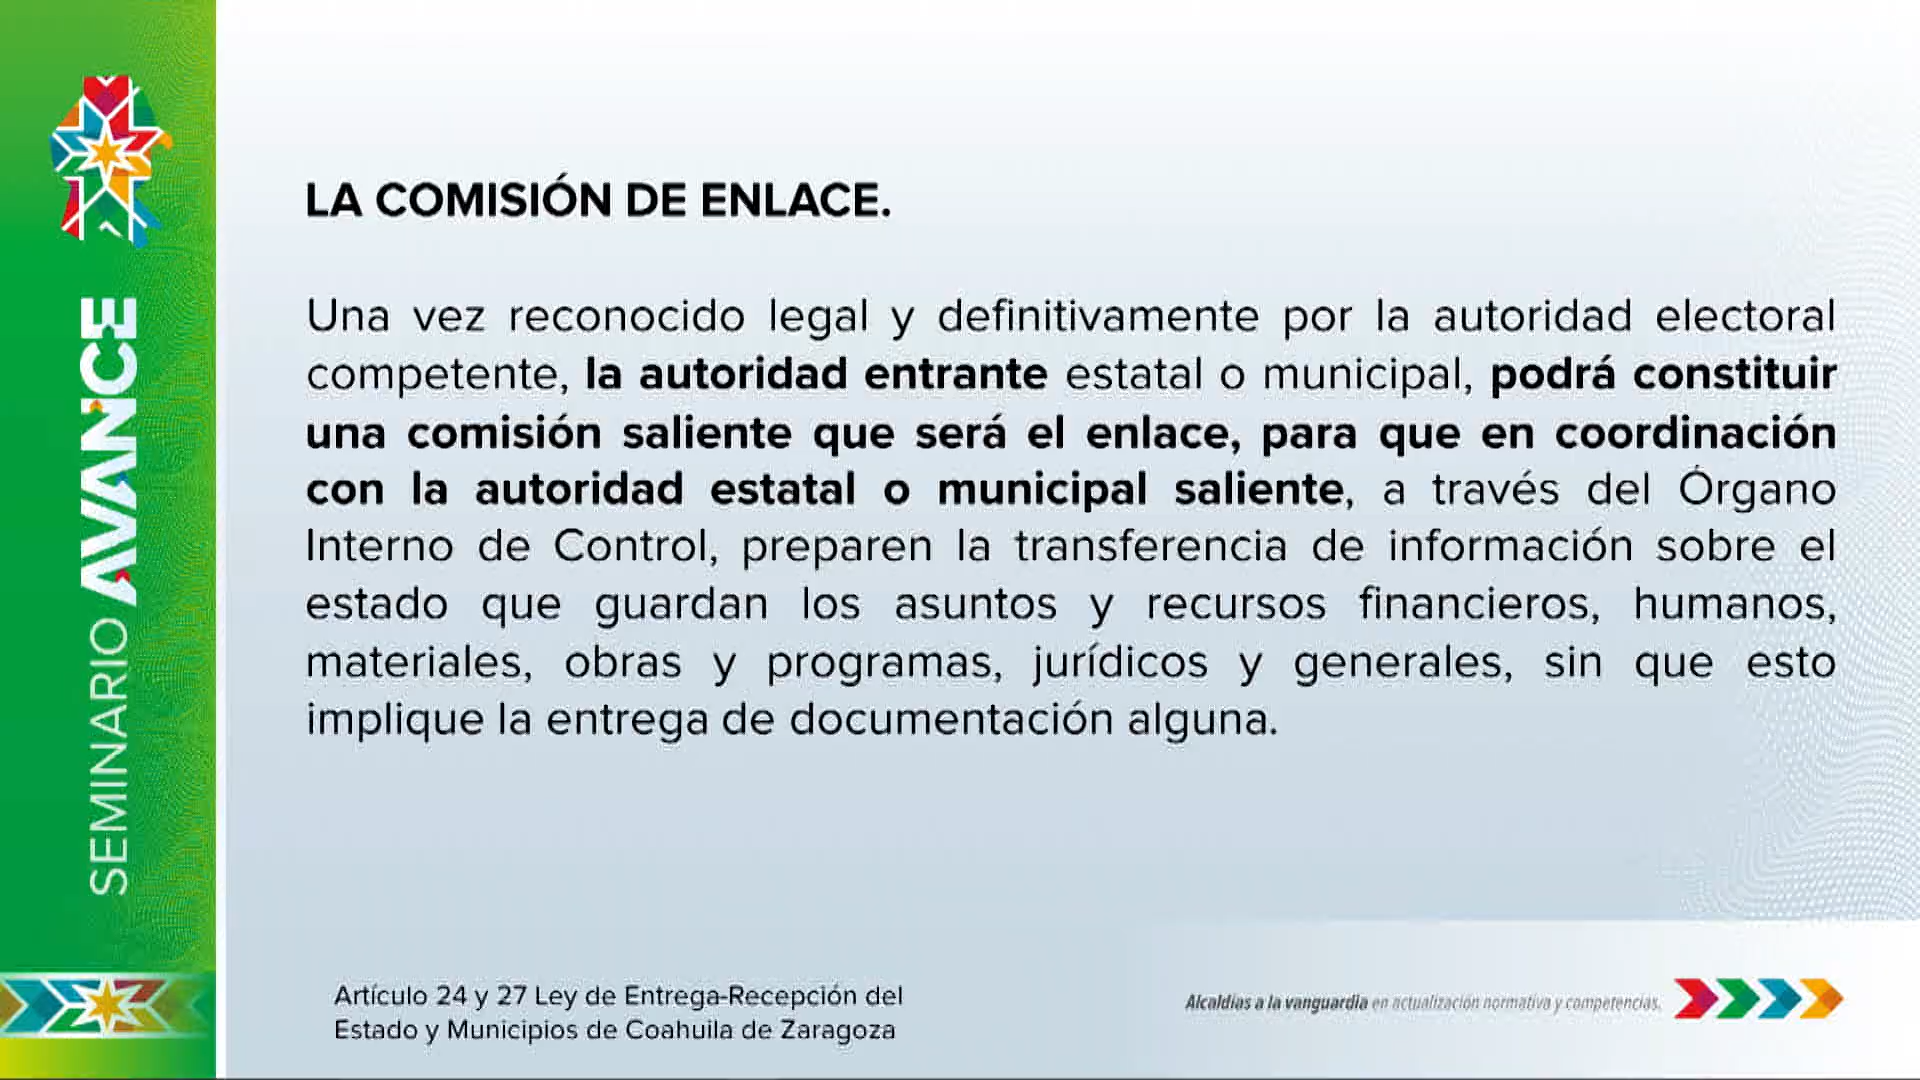 SEMINARIO AVANCE
LA COMISIÓN DE ENLACE.
Una vez reconocido legal y definitivamente por la autoridad electoral
competente, la autoridad entrante estatal o municipal, podrá constituir
una comisión saliente que será el enlace, para que en coordinación
con la autoridad estatal o municipal saliente, a través del Órgano
Interno de Control, preparen la transferencia de información sobre el
estado que guardan los asuntos y recursos financieros, humanos,
materiales, obras y programas, jurídicos y generales, sin que esto
implique la entrega de documentación alguna.
Artículo 24 y 27 Ley de Entrega-Recepción del
Estado y Municipios de Coahuila de Zaragoza
Alcaldías a la vanguardia en actualización normativa y competencias.